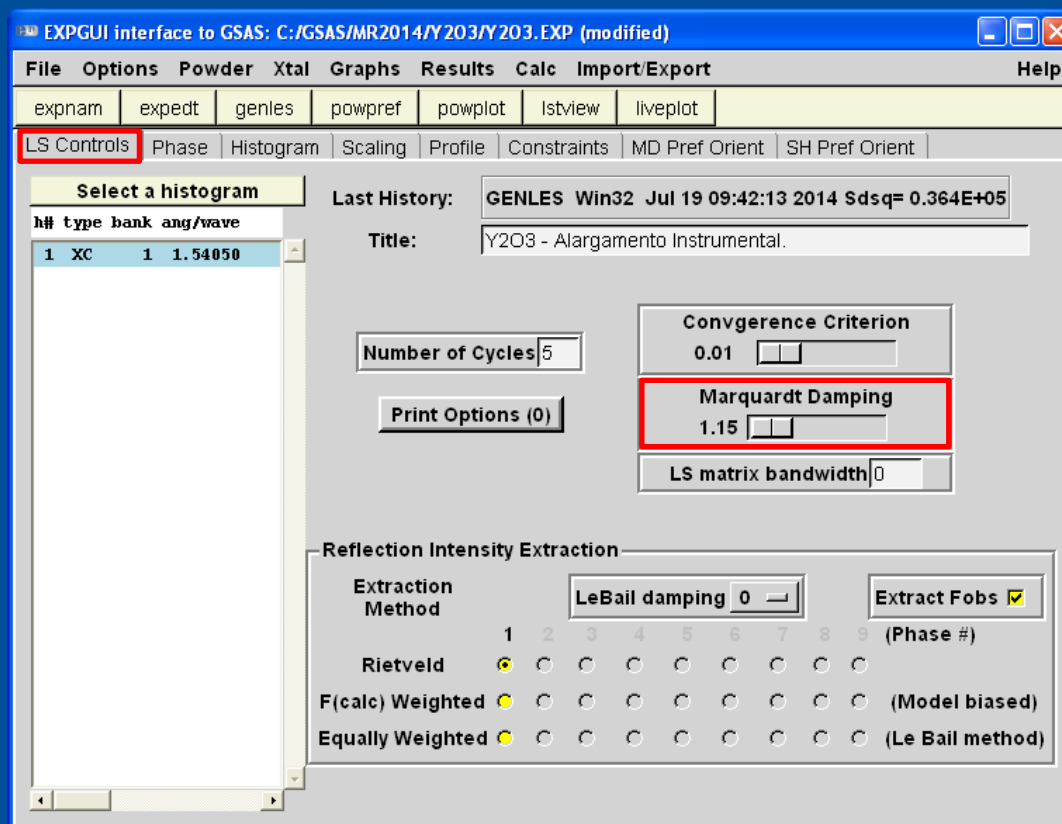 EXPGUI interface to GSAS: C:/GSAS/MR2014/Y2O3/Y2O3.EXP (modified)
File Options Powder Xtal Graphs Results Calc Import/Export Help
expnam expedt genles powpref powplot lstview liveplot
LS Controls Phase Histogram Scaling Profile Constraints MD Pref Orient SH Pref Orient
Select a histogram
h# type bank ang/wave
1 XC 1 1.54050
Last History: GENLES Win32 Jul 19 09:42:13 2014 Sdsq= 0.364E+05
Title: Y2O3 - Alargamento Instrumental.
Number of Cycles 5
Print Options (0)
Convgerence Criterion
0.01
Marquardt Damping
1.15
LS matrix bandwidth 0
Reflection Intensity Extraction
Extraction
Method
LeBail damping 0
Extract Fobs
1 2 3 4 5 6 7 8 9 (Phase #)
Rietveld
F(calc) Weighted (Model biased)
Equally Weighted (Le Bail method)